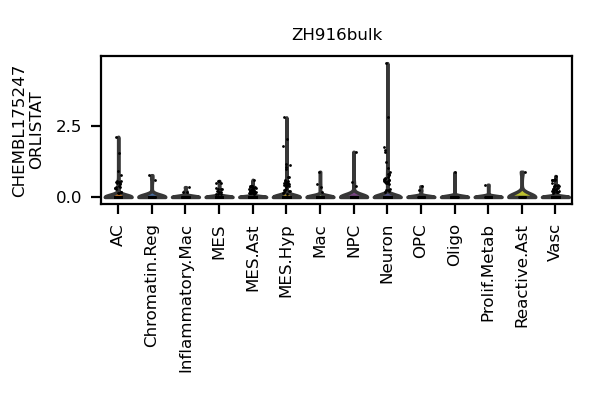 ZH916bulk
CHEMBL175247
ORLISTAT
2.5
0.0
AC
Chromatin.Reg
Inflammatory.Mac
MES
MES.Ast
MES.Hyp
Mac
NPC
Neuron
OPC
Oligo
Prolif.Metab
Reactive.Ast
Vasc